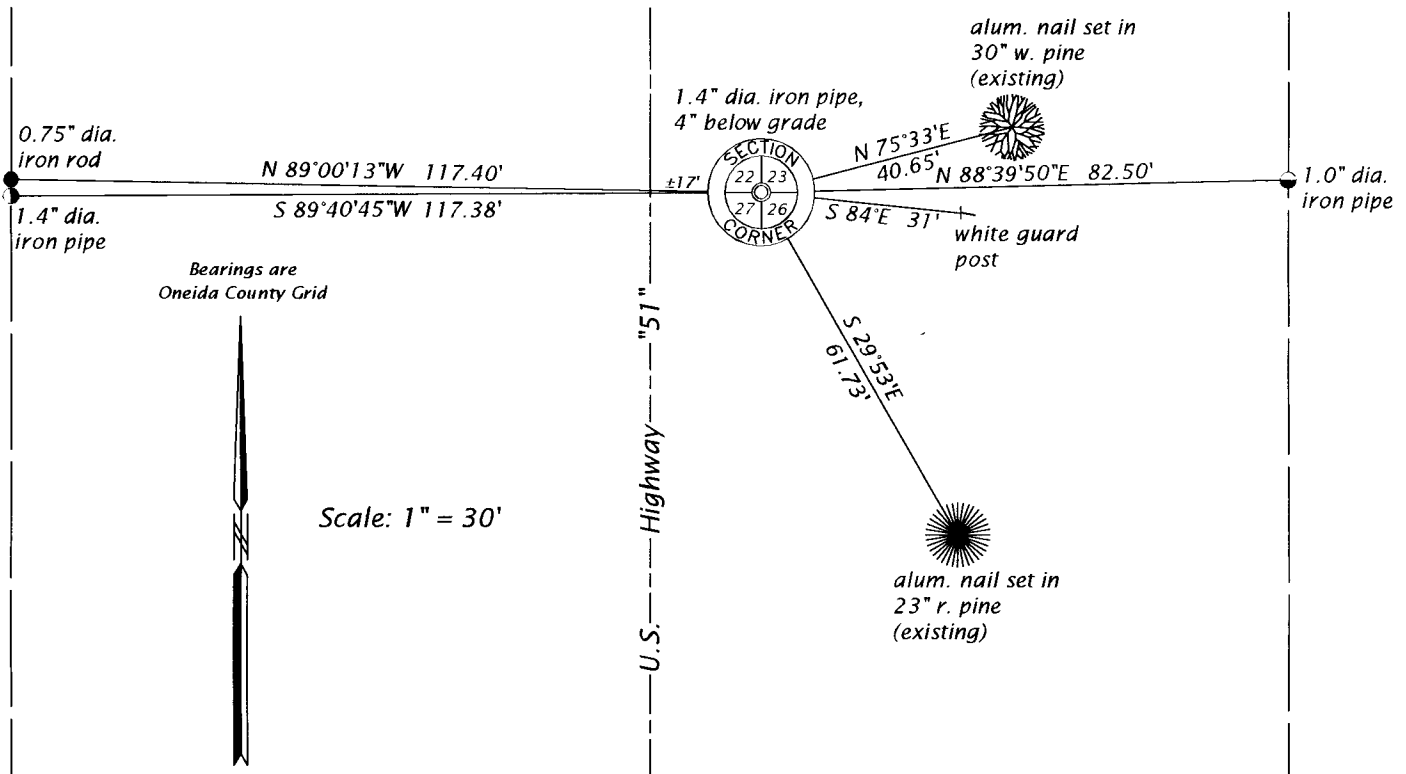 alum. nail set in
30" w. pine
(existing)
1.4" dia. iron pipe,
4" below grade
0.75" dia.
iron rod
N 75°33'E
40.65'
SECTION
22 23
27 26
CORNER
N 89°00'13"W 117.40'
±17'
N 88°39'50"E 82.50'
1.0" dia.
iron pipe
S 89°40'45"W 117.38'
1.4" dia.
iron pipe
S 84°E 31'
white guard
post
Bearings are
Oneida County Grid
S 29°53'E
61.73'
U.S. Highway "51"
Scale: 1" = 30'
alum. nail set in
23" r. pine
(existing)